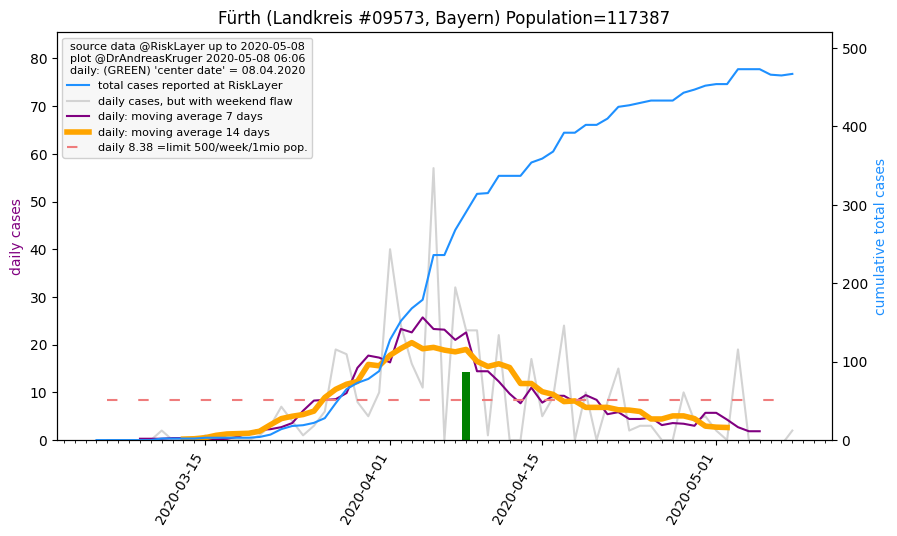 Fürth (Landkreis #09573, Bayern) Population=117387
source data @RiskLayer up to 2020-05-08
plot @DrAndreasKruger 2020-05-08 06:06
daily: (GREEN) 'center date' = 08.04.2020
total cases reported at RiskLayer
daily cases, but with weekend flaw
daily: moving average 7 days
daily: moving average 14 days
daily 8.38 =limit 500/week/1mio pop.
daily cases
80
70
60
50
40
30
20
10
0
cumulative total cases
500
400
300
200
100
0
2020-03-15
2020-04-01
2020-04-15
2020-05-01